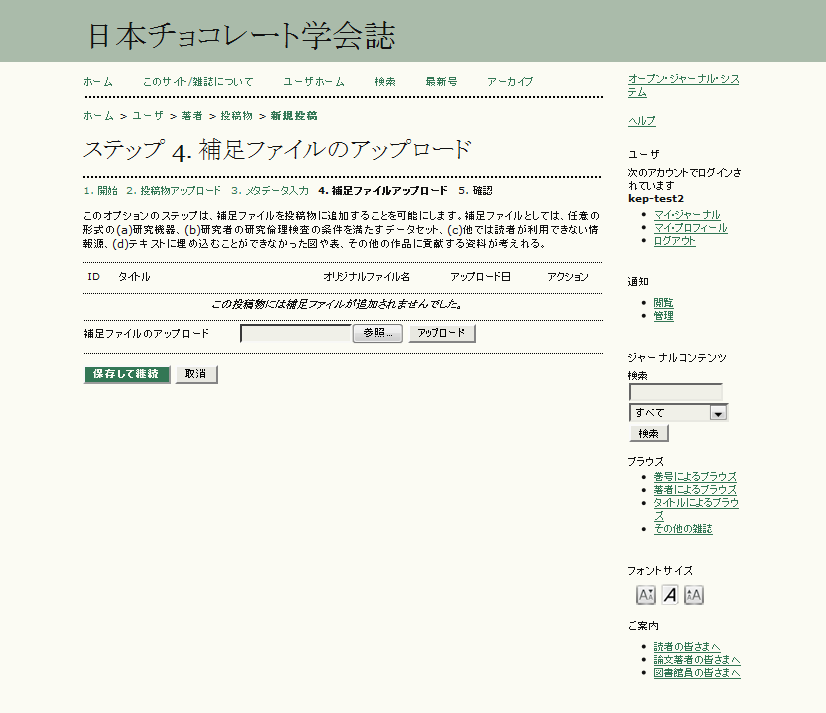 日本チョコレート学会誌
ホーム このサイト/雑誌について ユーザホーム 検索 最新号 アーカイブ
ホーム > ユーザ > 著者 > 投稿物 > 新規投稿
ステップ 4. 補足ファイルのアップロード
1. 開始 2. 投稿物アップロード 3. メタデータ入力 4. 補足ファイルアップロード 5. 確認
このオプションのステップは、補足ファイルを投稿物に追加することを可能にします。補足ファイルとしては、任意の
形式の(a)研究機器、(b)研究者の研究倫理検査の条件を満たすデータセット、(c)他では読者が利用できない情
報源、(d)テキストに埋め込むことができなかった図や表、その他の作品に貢献する資料が考えれる。
ID タイトル オリジナルファイル名 アップロード日 アクション
この投稿物には補足ファイルが追加されませんでした。
補足ファイルのアップロード 参照... アップロード
保存して継続 取消
オープン・ジャーナル・シス
テム
ヘルプ
ユーザ
次のアカウントでログインさ
れています
kep-test2
マイ・ジャーナル
マイ・プロフィール
ログアウト
通知
閲覧
管理
ジャーナルコンテンツ
検索
すべて
検索
ブラウズ
巻号によるブラウズ
著者によるブラウズ
タイトルによるブラウ
ズ
その他の雑誌
フォントサイズ
A A A A A
ご案内
読者の皆さまへ
論文著者の皆さまへ
図書館員の皆さまへ